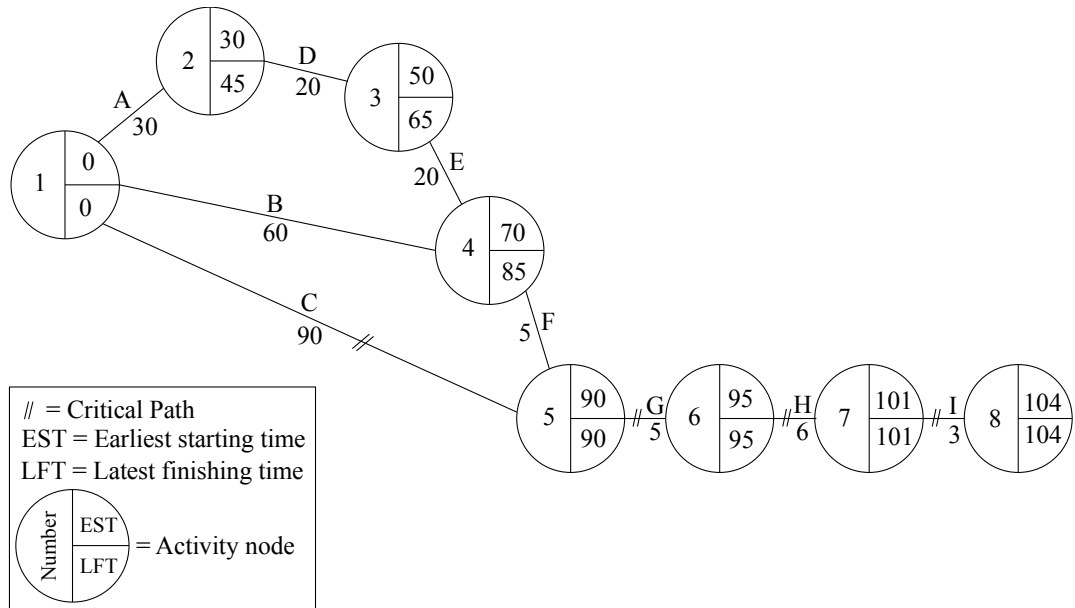 2
30
45
D
20
3
50
65
A
30
1
0
0
E
20
B
60
4
70
85
C
90
F
5
5
90
90
G
5
6
95
95
H
6
7
101
101
I
3
8
104
104
// = Critical Path
EST = Earliest starting time
LFT = Latest finishing time
Number
EST
LFT
= Activity node